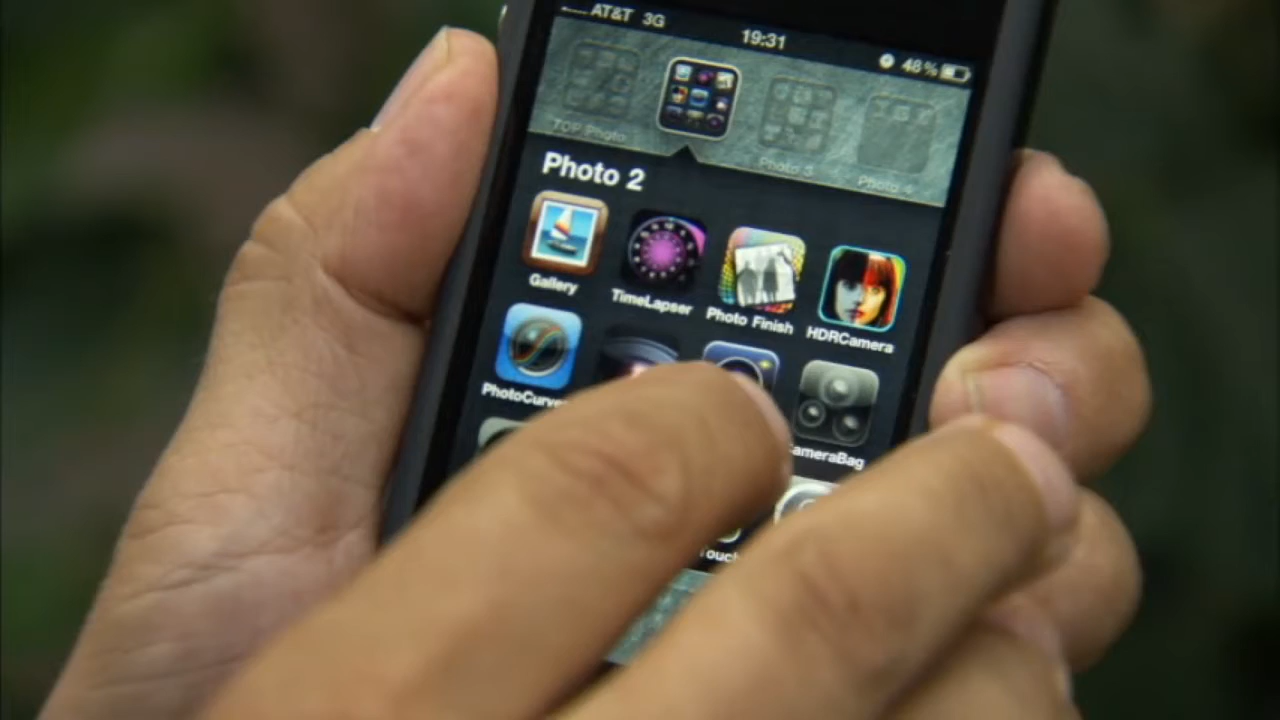 AT&T 3G
19:31
48%
TOP Photo
Photo 3
Photo 4
Photo 2
Gallery
TimeLapser
Photo Finish
HDRCamera
PhotoCurve
CameraBag
Touch